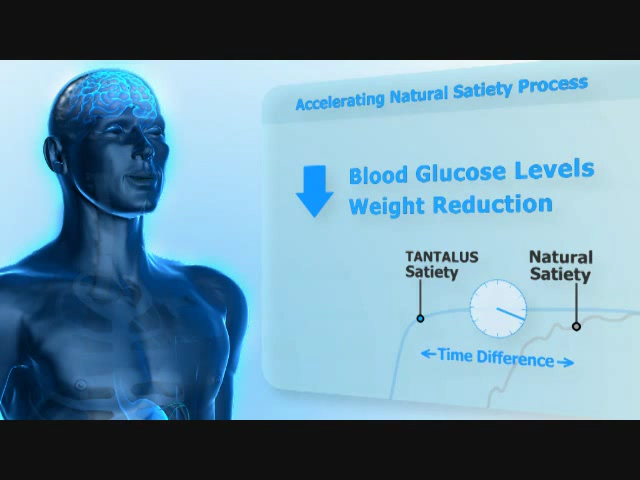 Accelerating Natural Satiety Process
Blood Glucose Levels
Weight Reduction
TANTALUS
Satiety
Natural
Satiety
Time Difference